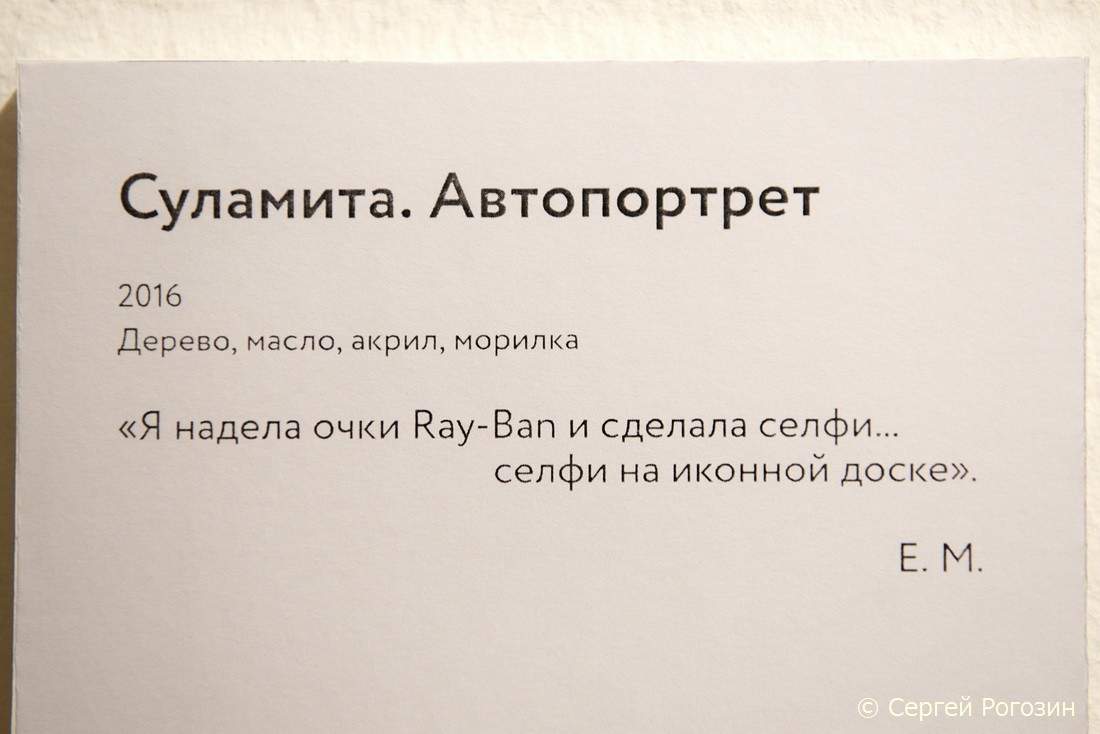 Суламита. Автопортрет
2016
Дерево, масло, акрил, морилка
«Я надела очки Ray-Ban и сделала селфи...
селфи на иконной доске».
Е. М.
© Сергей Рогозин